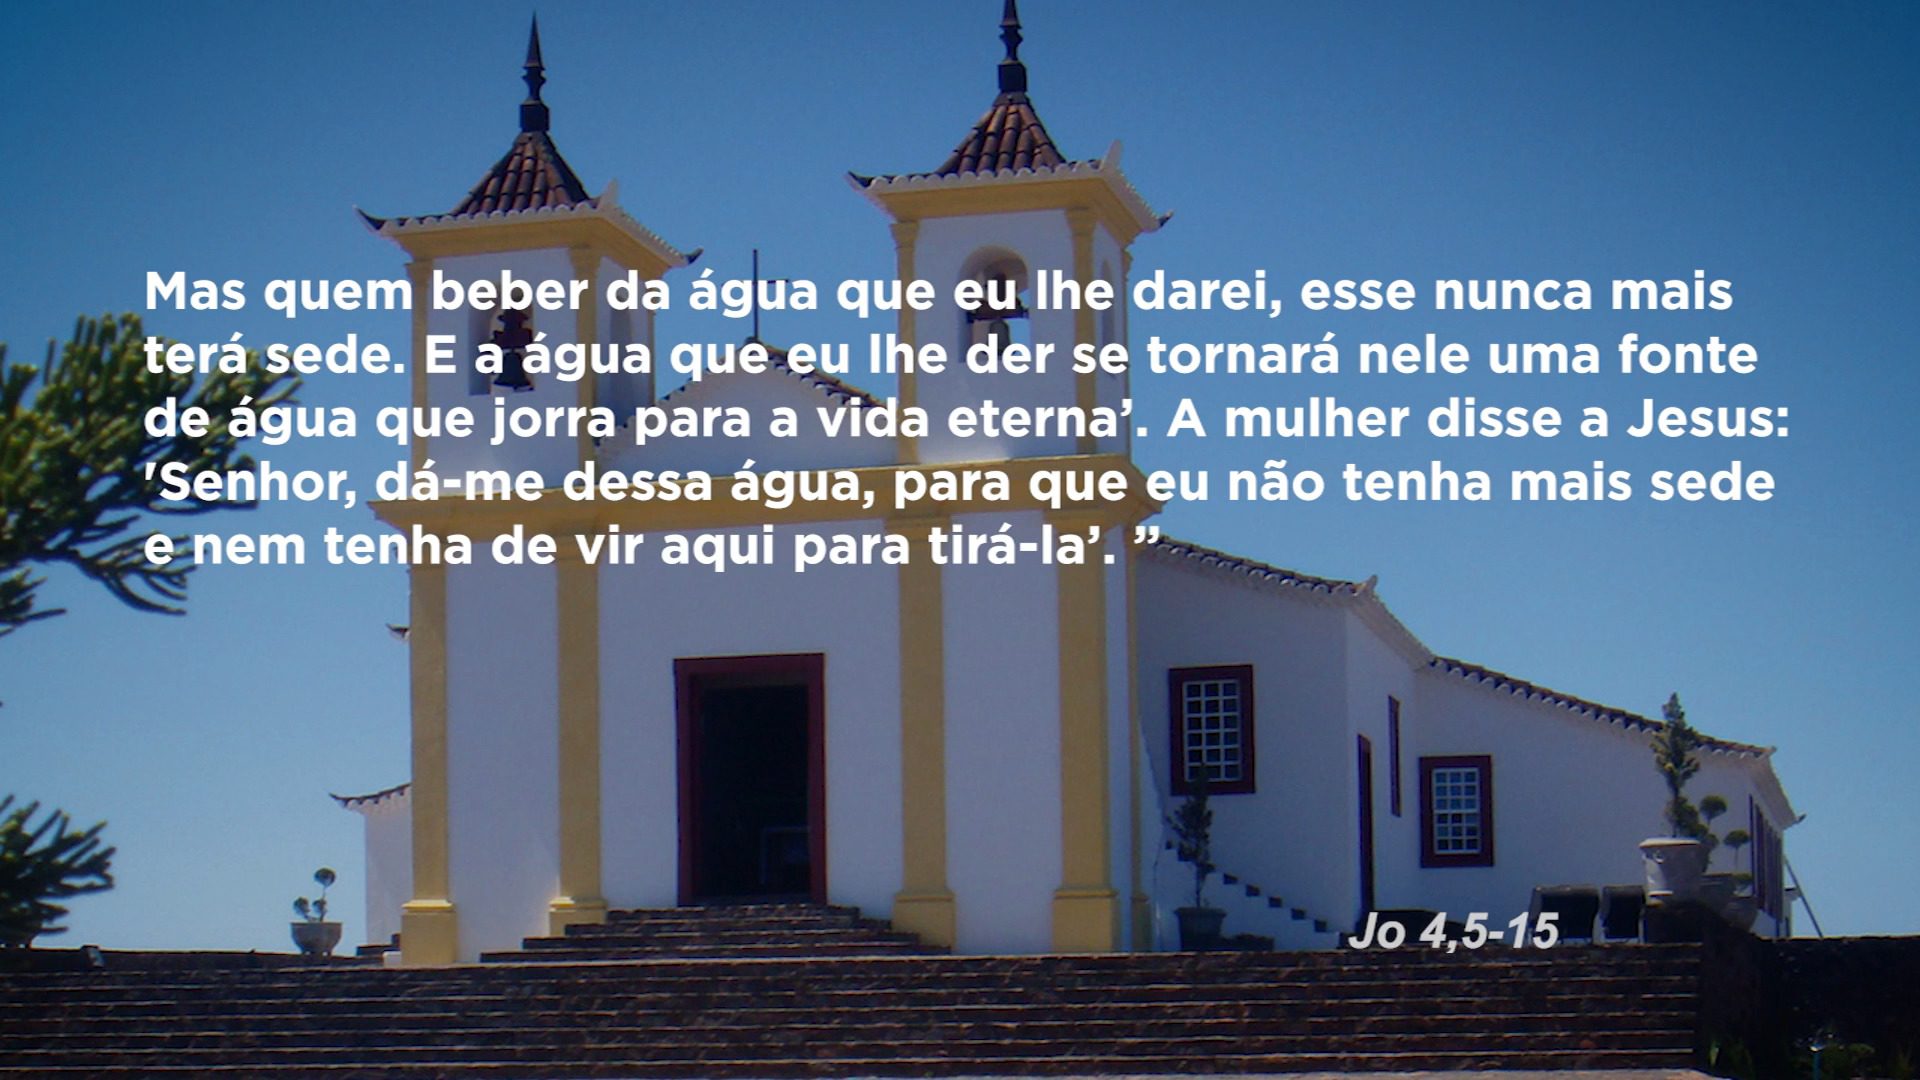 Mas quem beber da água que eu lhe darei, esse nunca mais
terá sede. E a água que eu lhe der se tornará nele uma fonte
de água que jorra para a vida eterna’. A mulher disse a Jesus:
'Senhor, dá-me dessa água, para que eu não tenha mais sede
e nem tenha de vir aqui para tirá-la’. ”
Jo 4,5-15